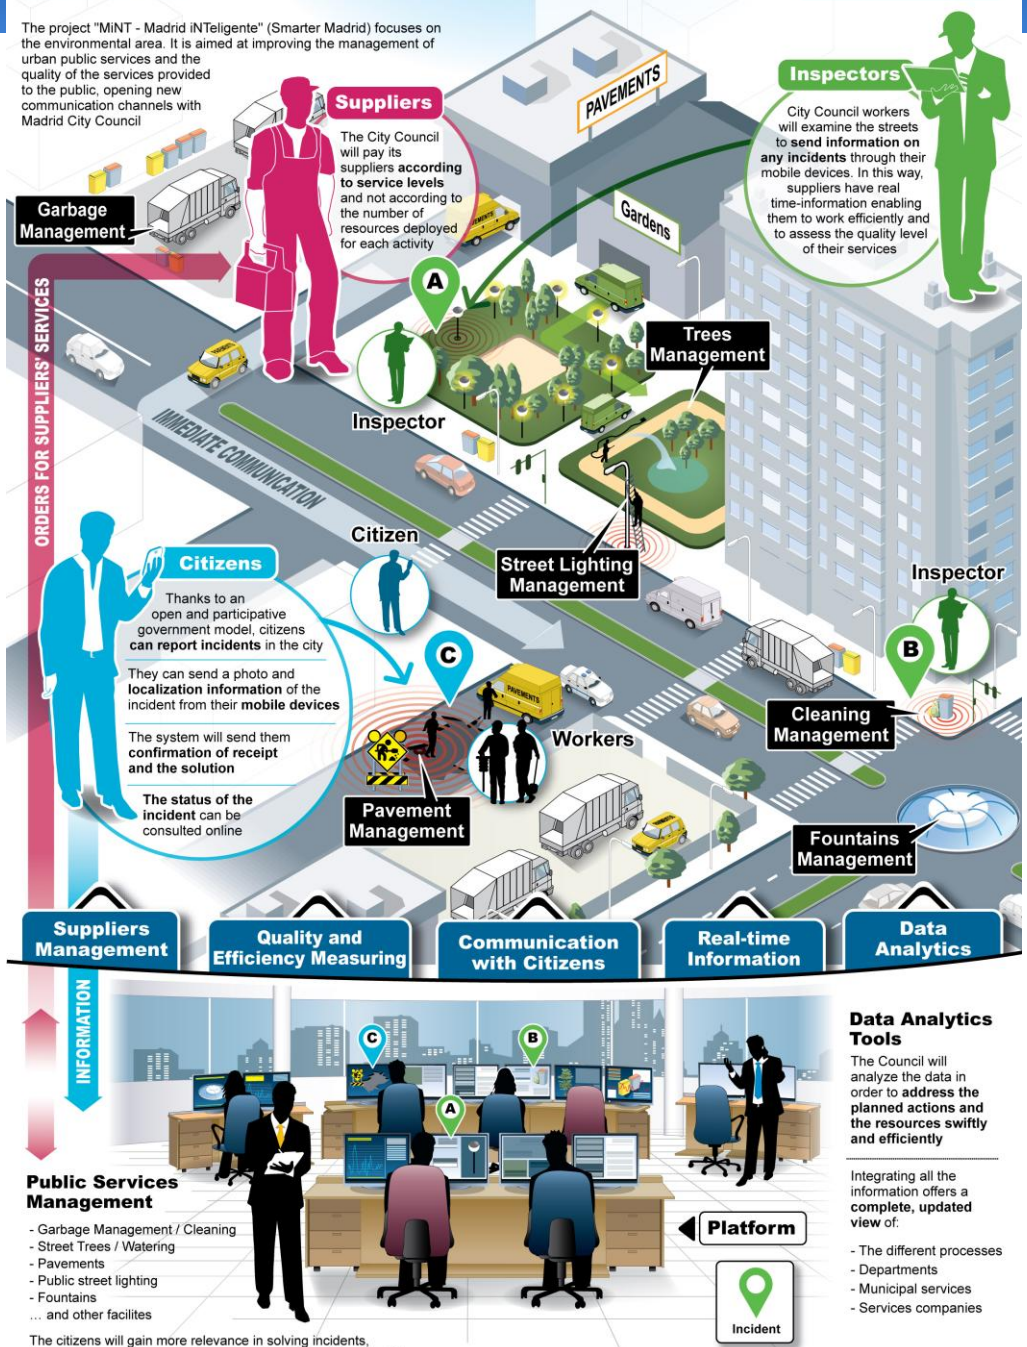 The project "MiNT - Madrid iNTeligente" (Smarter Madrid) focuses on
the environmental area. It is aimed at improving the management of
urban public services and the
quality of the services provided
to the public, opening new
communication channels with
Madrid City Council
Suppliers
The City Council
will pay its
suppliers according
to service levels
and not according to
the number of
resources deployed
for each activity
PAVEMENTS
Inspectors
City Council workers
will examine the streets
to send information on
any incidents through their
mobile devices. In this way,
suppliers have real
time-information enabling
them to work efficiently and
to assess the quality level
of their services
Garbage
Management
Gardens
A
Trees
Management
Inspector
ORDERS FOR SUPPLIERS' SERVICES
IMMEDIATE COMMUNICATION
Citizen
Street Lighting
Management
Inspector
Citizens
Thanks to an
open and participative
government model, citizens
can report incidents in the city
They can send a photo and
localization information of the
incident from their mobile devices
The system will send them
confirmation of receipt
and the solution
The status of the
incident can be
consulted online
C
B
PAVEMENTS
Workers
Cleaning
Management
Pavement
Management
Fountains
Management
Suppliers
Management
Quality and
Efficiency Measuring
Communication
with Citizens
Real-time
Information
Data
Analytics
INFORMATION
C
B
A
Data Analytics
Tools
The Council will
analyze the data in
order to address the
planned actions and
the resources swiftly
and efficiently
Integrating all the
information offers a
complete, updated
view of:
- The different processes
- Departments
- Municipal services
- Services companies
Public Services
Management
- Garbage Management / Cleaning
- Street Trees / Watering
- Pavements
- Public street lighting
- Fountains
... and other facilites
Platform
Incident
The citizens will gain more relevance in solving incidents,